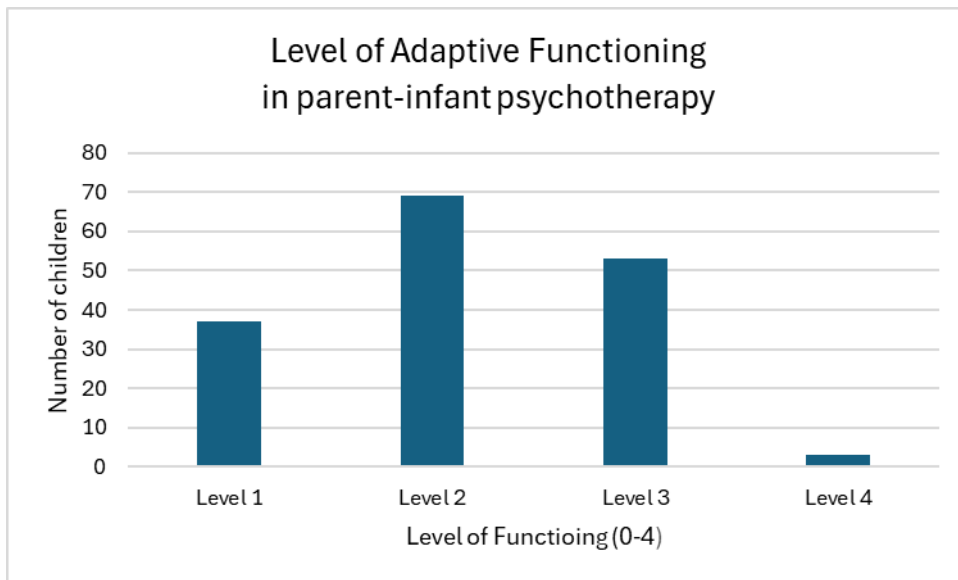 Level of Adaptive Functioning
in parent-infant psychotherapy
80
70
60
50
40
30
20
10
0
Number of children
Level 1 Level 2 Level 3 Level 4
Level of Functioing (0-4)